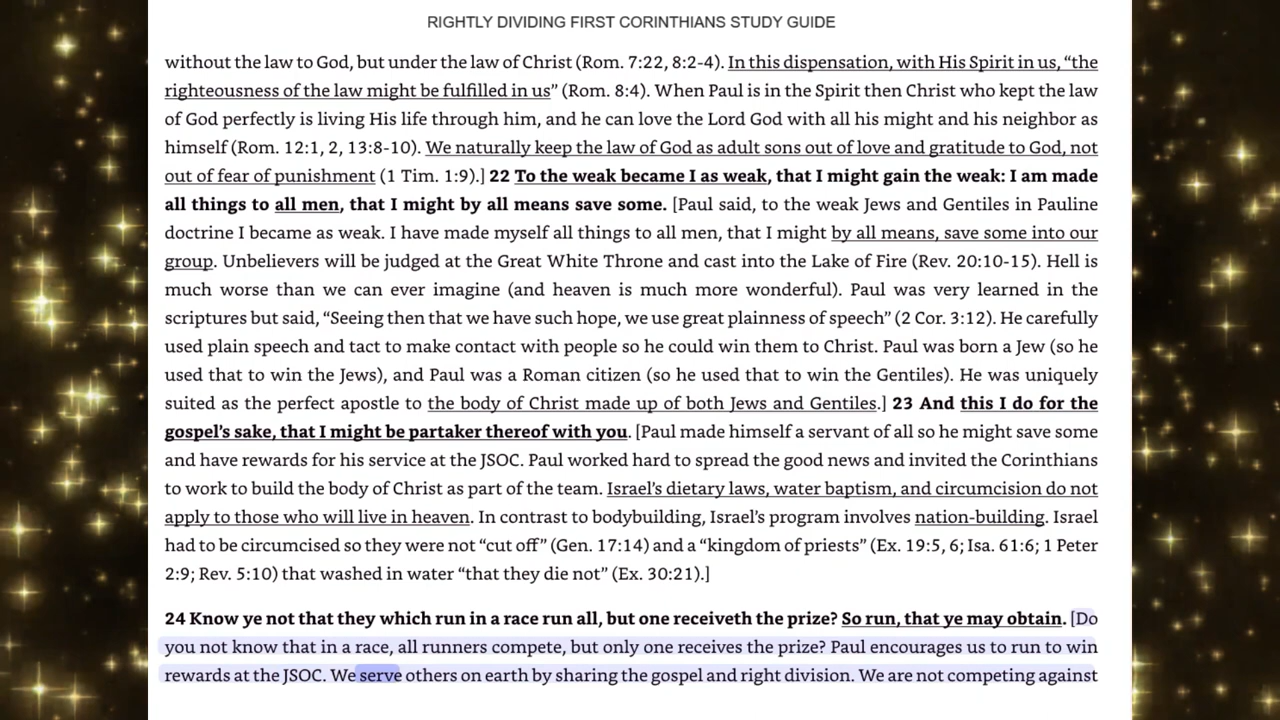 RIGHTLY DIVIDING FIRST CORINTHIANS STUDY GUIDE
without the law to God, but under the law of Christ (Rom. 7:22, 8:2-4). In this dispensation, with His Spirit in us, “the
righteousness of the law might be fulfilled in us” (Rom. 8:4). When Paul is in the Spirit then Christ who kept the law
of God perfectly is living His life through him, and he can love the Lord God with all his might and his neighbor as
himself (Rom. 12:1, 2, 13:8-10). We naturally keep the law of God as adult sons out of love and gratitude to God, not
out of fear of punishment (1 Tim. 1:9).] 22 To the weak became I as weak, that I might gain the weak: I am made
all things to all men, that I might by all means save some. [Paul said, to the weak Jews and Gentiles in Pauline
doctrine I became as weak. I have made myself all things to all men, that I might by all means, save some into our
group. Unbelievers will be judged at the Great White Throne and cast into the Lake of Fire (Rev. 20:10-15). Hell is
much worse than we can ever imagine (and heaven is much more wonderful). Paul was very learned in the
scriptures but said, “Seeing then that we have such hope, we use great plainness of speech” (2 Cor. 3:12). He carefully
used plain speech and tact to make contact with people so he could win them to Christ. Paul was born a Jew (so he
used that to win the Jews), and Paul was a Roman citizen (so he used that to win the Gentiles). He was uniquely
suited as the perfect apostle to the body of Christ made up of both Jews and Gentiles.] 23 And this I do for the
gospel’s sake, that I might be partaker thereof with you. [Paul made himself a servant of all so he might save some
and have rewards for his service at the JSOC. Paul worked hard to spread the good news and invited the Corinthians
to work to build the body of Christ as part of the team. Israel’s dietary laws, water baptism, and circumcision do not
apply to those who will live in heaven. In contrast to bodybuilding, Israel’s program involves nation-building. Israel
had to be circumcised so they were not “cut off” (Gen. 17:14) and a “kingdom of priests” (Ex. 19:5, 6; Isa. 61:6; 1 Peter
2:9; Rev. 5:10) that washed in water “that they die not” (Ex. 30:21).]
24 Know ye not that they which run in a race run all, but one receiveth the prize? So run, that ye may obtain. [Do
you not know that in a race, all runners compete, but only one receives the prize? Paul encourages us to run to win
rewards at the JSOC. We serve others on earth by sharing the gospel and right division. We are not competing against